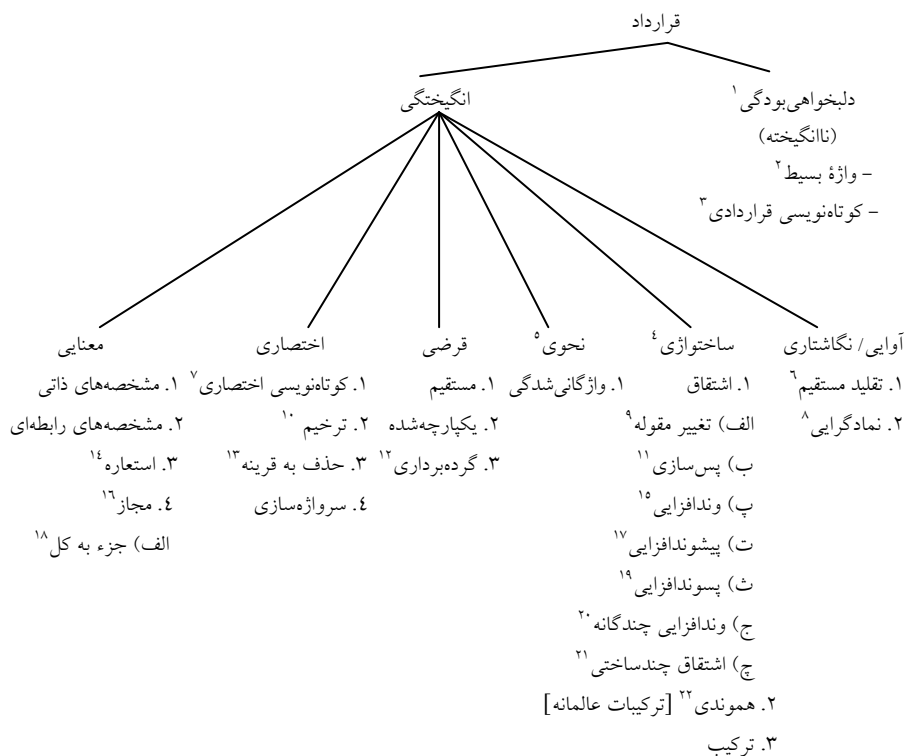 قرارداد
دلبخواهی‌بودگی۱ انگیختگی
(ناانگیخته)
- واژهٔ بسیط۲
- کوتاه‌نویسی قراردادی۳
آوایی/ نگاشتاری ساختواژی۴ نحوی۵ قرضی اختصاری معنایی
۱. تقلید مستقیم۶ ۱. اشتقاق ۱. واژگانی‌شدگی ۱. مستقیم ۱. کوتاه‌نویسی اختصاری۷ ۱. مشخصه‌های ذاتی
۲. نمادگرایی۸ الف) تغییر مقوله۹ ۲. یکپارچه‌شده ۲. ترخیم۱۰ ۲. مشخصه‌های رابطه‌ای
ب) پس‌سازی۱۱ ۳. گرده‌برداری۱۲ ۳. حذف به قرینه۱۳ ۳. استعاره۱۴
پ) وندافزایی۱۵ ۴. سرواژه‌سازی ۴. مجاز۱۶
ت) پیشوندافزایی۱۷ الف) جزء به کل۱۸
ث) پسوندافزایی۱۹
ج) وندافزایی چندگانه۲۰
چ) اشتقاق چندساختی۲۱
۲. هموندی۲۲ [ترکیبات عالمانه]
۳. ترکیب